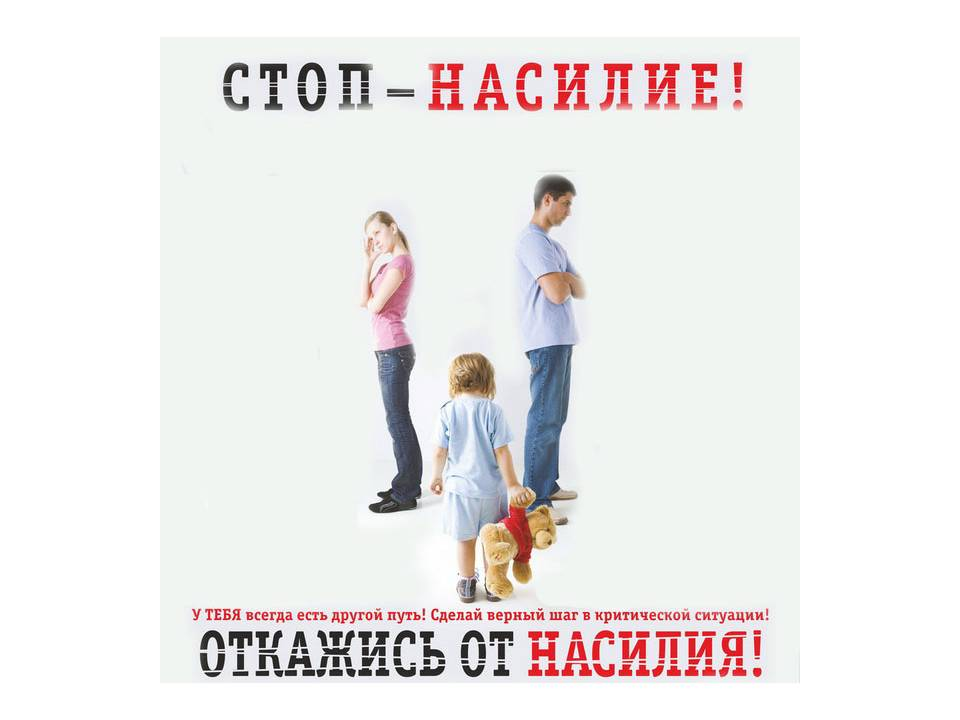 СТОП – НАСИЛИЕ!
У ТЕБЯ всегда есть другой путь! Сделай верный шаг в критической ситуации!
ОТКАЖИСЬ ОТ НАСИЛИЯ!